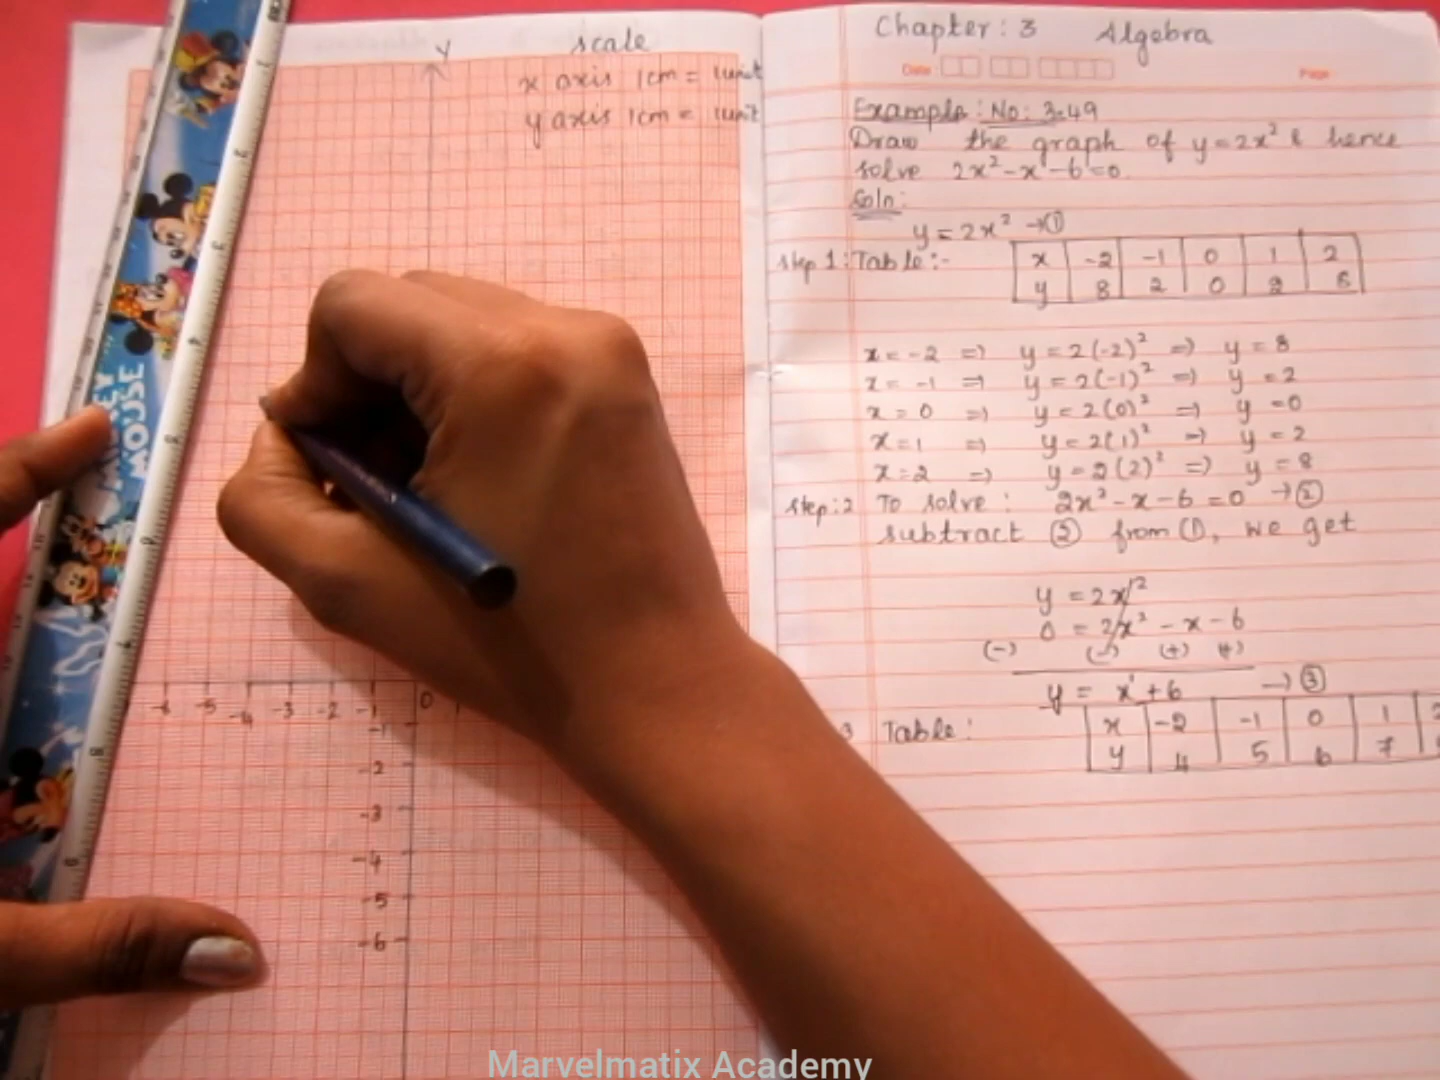 Y
scale
x axis 1cm = 1unit
y axis 1cm = 1unit
-6 -5 -4 -3 -2 -1 0
-1
-2
-3
-4
-5
-6
MOUSE
Chapter : 3 Algebra
Date
Page
Example : No : 3.49
Draw the graph of y = 2x² & hence
solve 2x² - x - 6 = 0
Soln :
y = 2x² → ①
step 1 : Table :-
x -2 -1 0 1 2
y 8 2 0 2 8
x = -2 ⇒ y = 2(-2)² ⇒ y = 8
x = -1 ⇒ y = 2(-1)² ⇒ y = 2
x = 0 ⇒ y = 2(0)² ⇒ y = 0
x = 1 ⇒ y = 2(1)² ⇒ y = 2
x = 2 ⇒ y = 2(2)² ⇒ y = 8
step : 2 To solve : 2x² - x - 6 = 0 → ②
subtract ② from ①, we get
y = 2x²
0 = 2x² - x - 6
(-) (-) (+) (+)
y = x + 6 → ③
3 Table :
x -2 -1 0 1 2
y 4 5 6 7
Marvelmatix Academy